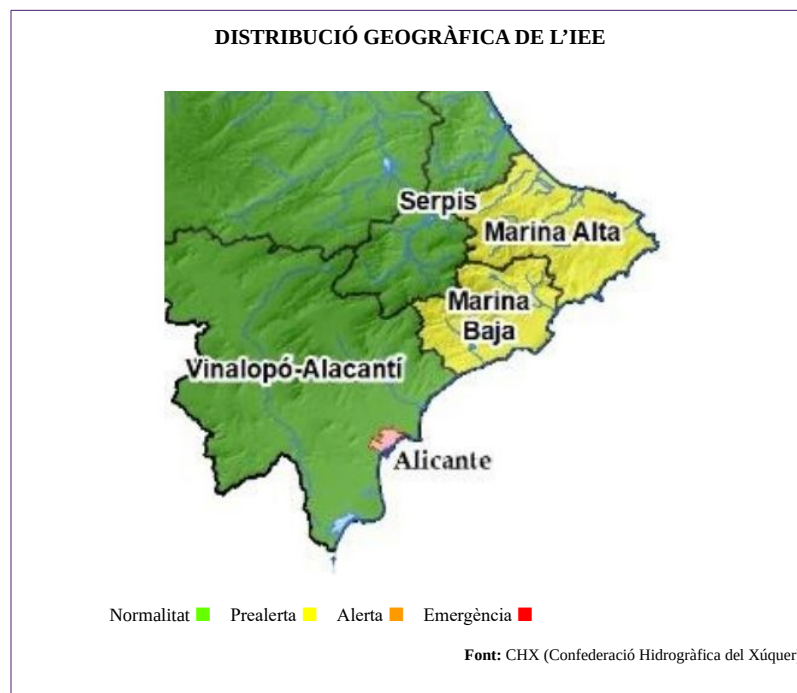 DISTRIBUCIÓ GEOGRÀFICA DE L’IEE
Serpis
Marina Alta
Marina
Baja
Vinalopó-Alacantí
Alicante
Normalitat Prealerta Alerta Emergència
Font: CHX (Confederació Hidrogràfica del Xúquer